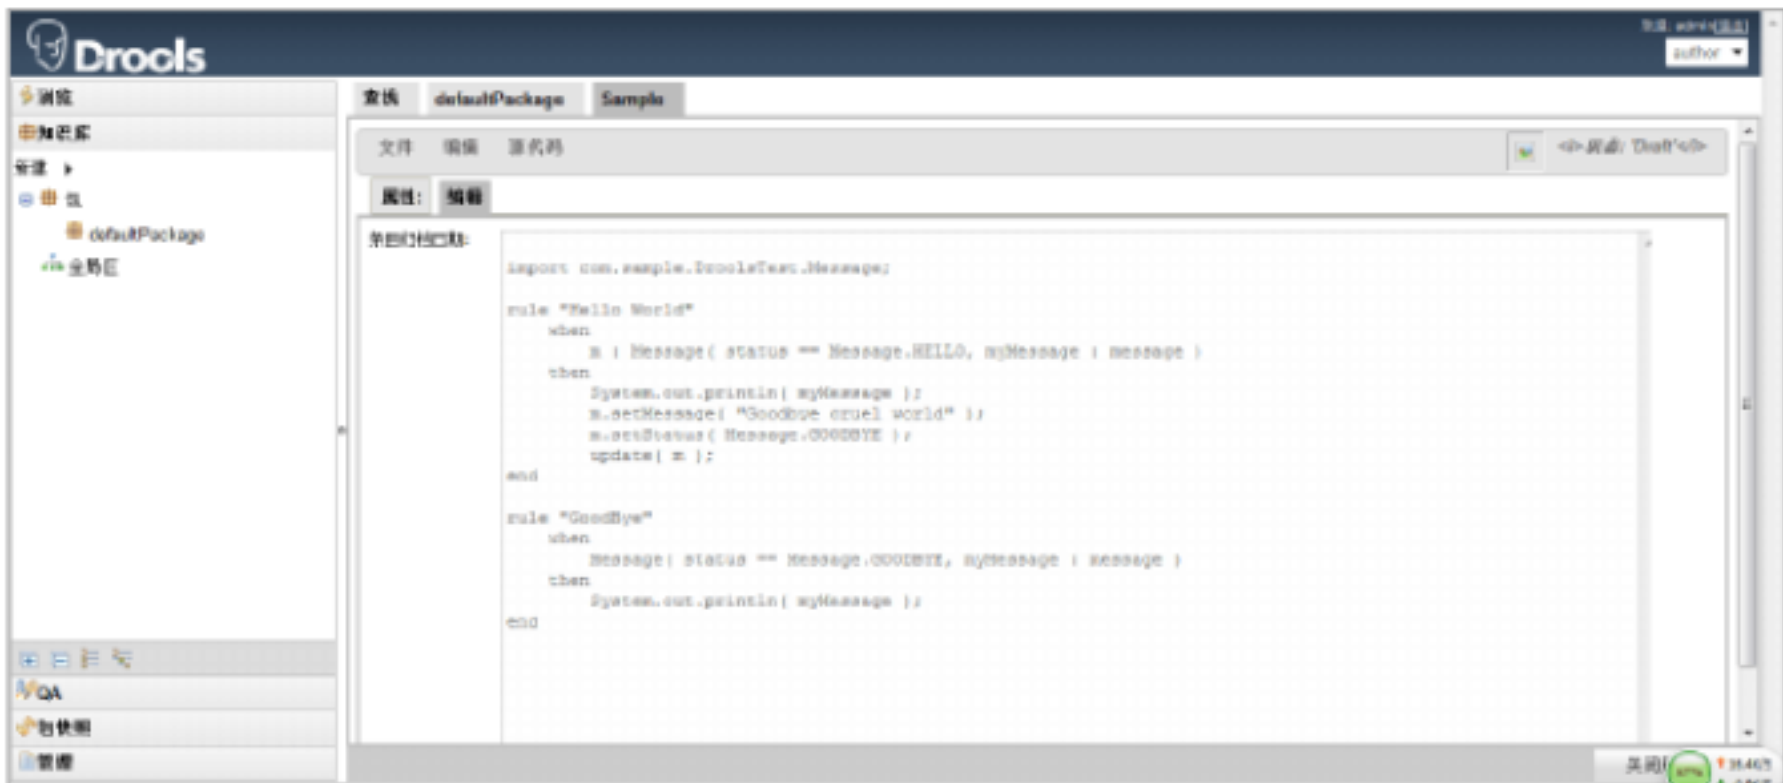 Drools
admin
author
浏览
查找 defaultPackage Sample
知识库
文件 编辑 源代码
'Draft'
新建
包
属性: 编辑
defaultPackage
全局区
import com.sample.DroolsTest.Message;
rule "Hello World"
when
m : Message( status == Message.HELLO, myMessage : message )
then
System.out.println( myMessage );
m.setMessage( "Goodbye cruel world" );
m.setStatus( Message.GOODBYE );
update( m );
end
rule "GoodBye"
when
Message( status == Message.GOODBYE, myMessage : message )
then
System.out.println( myMessage );
end
QA
包快照
管理